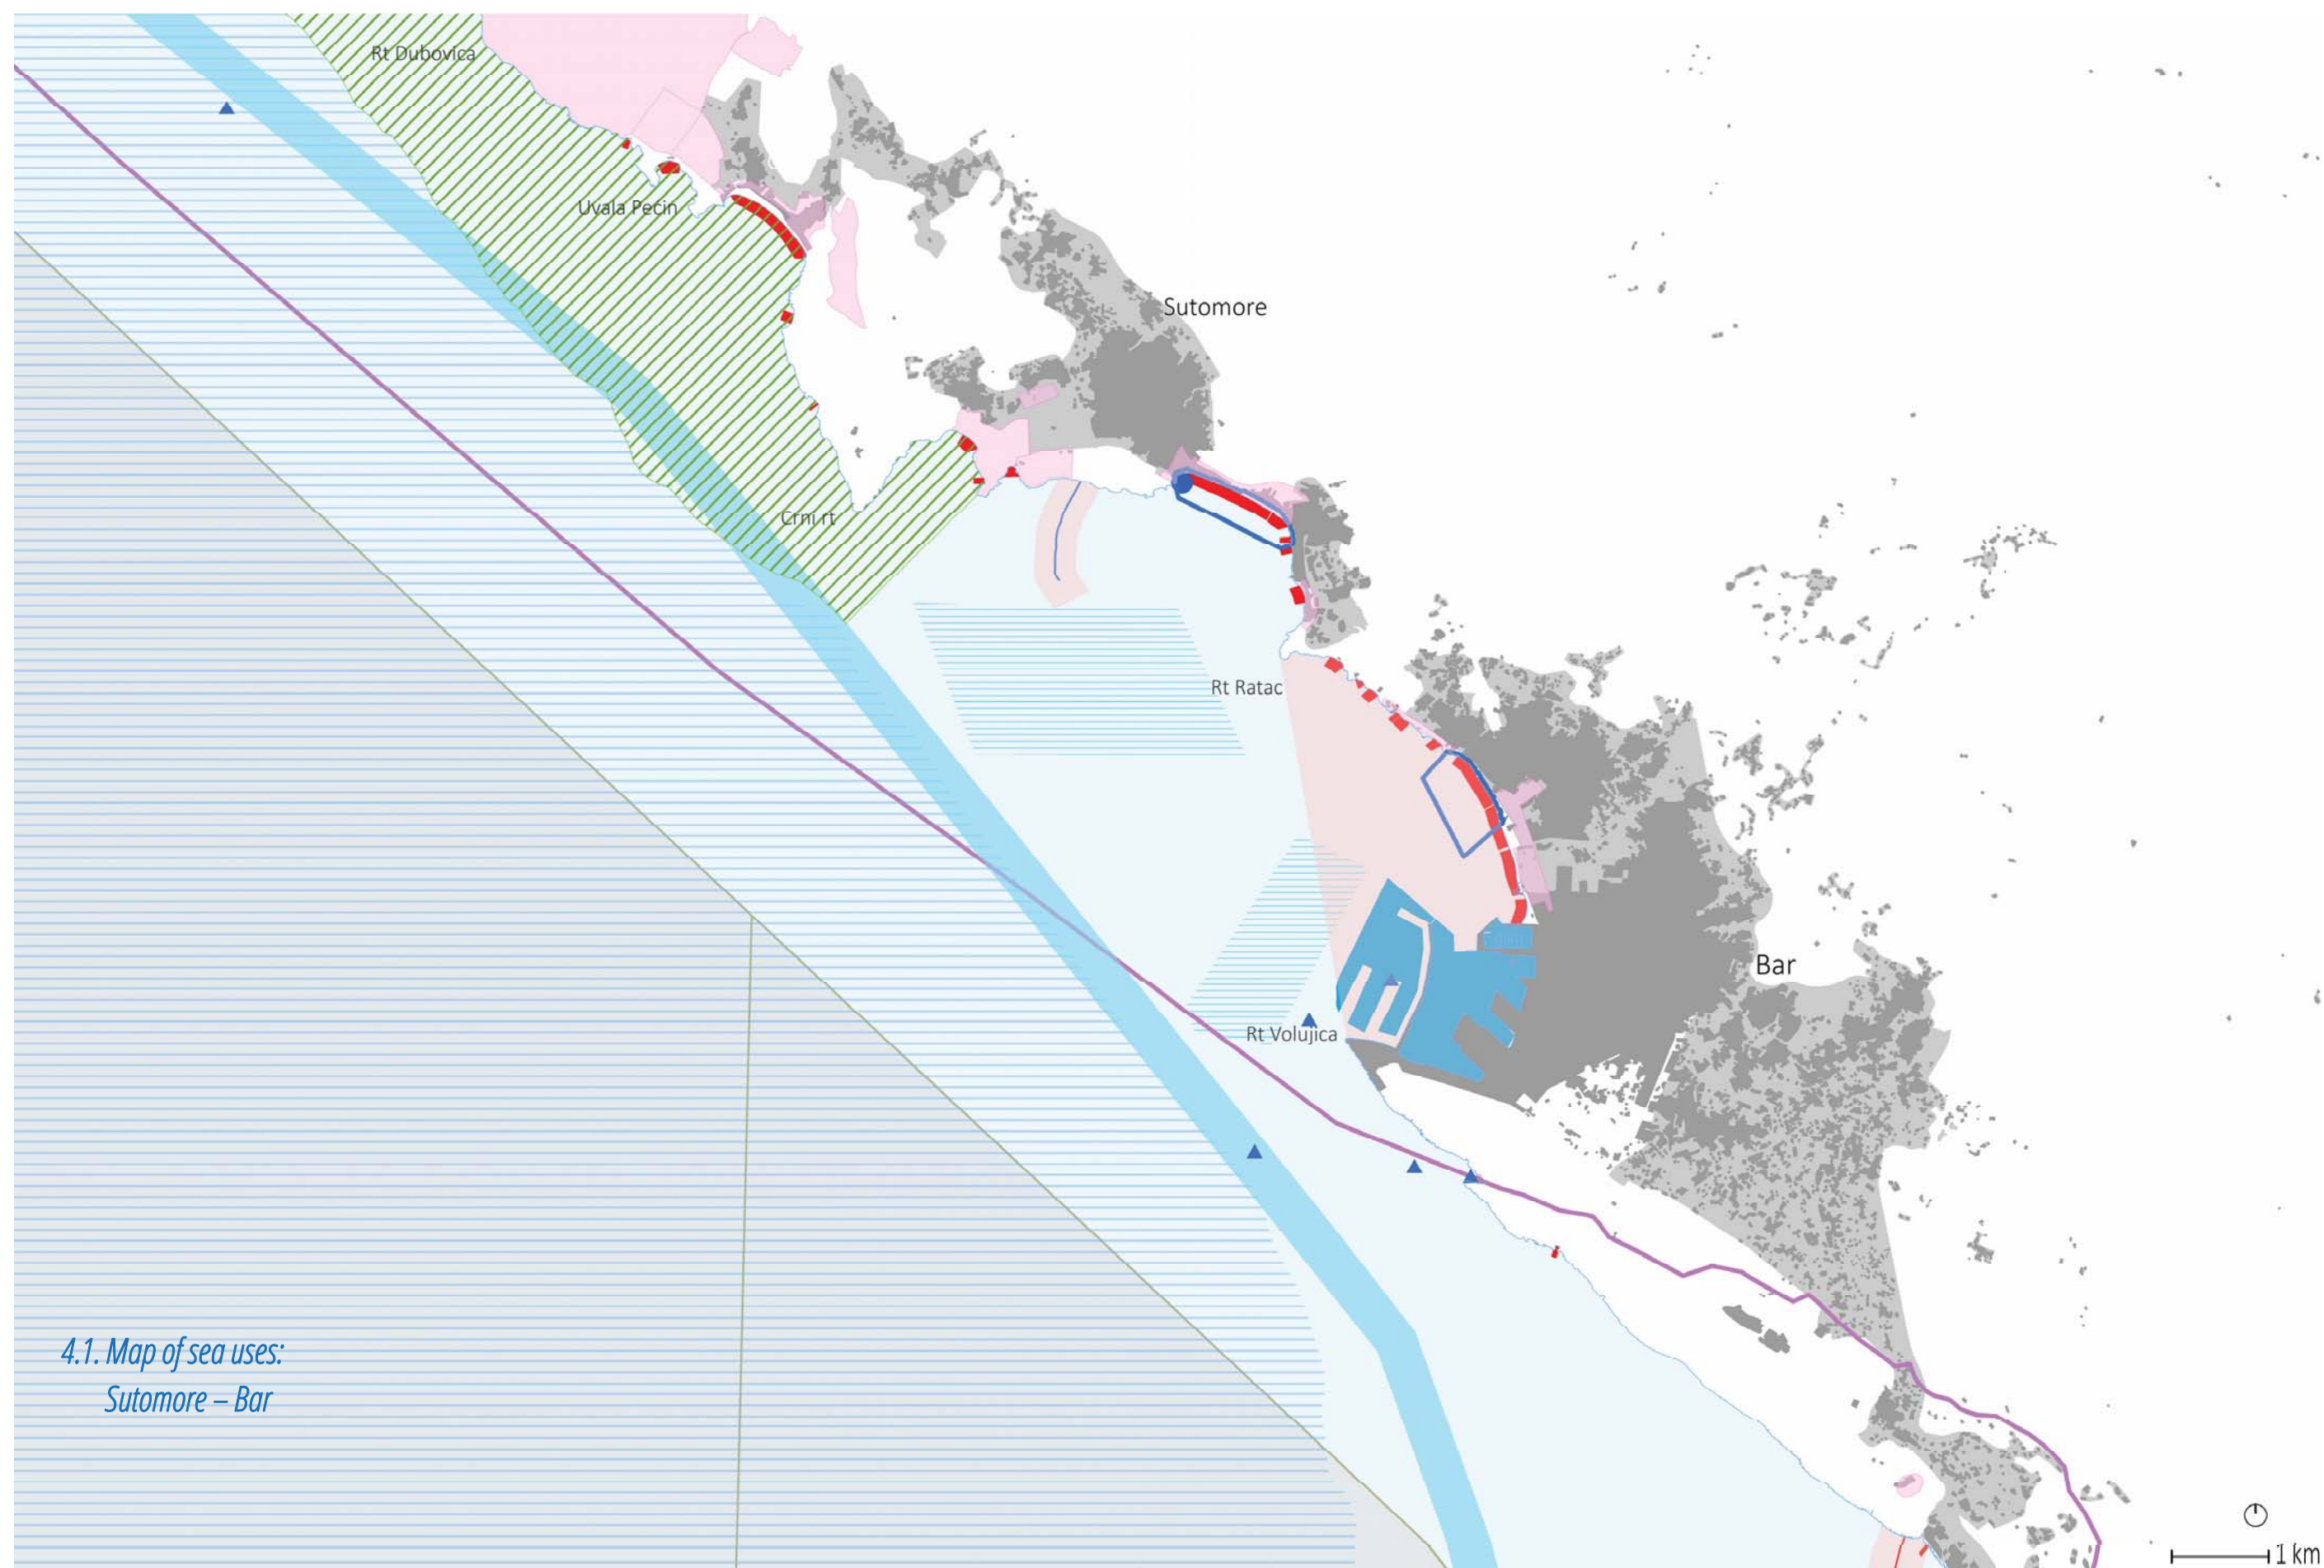 Rt Dubovica
Uvala Pecin
Sutomore
Crni rt
Rt Ratac
Bar
Rt Volujica
4.1. Map of sea uses:
Sutomore – Bar
1 km